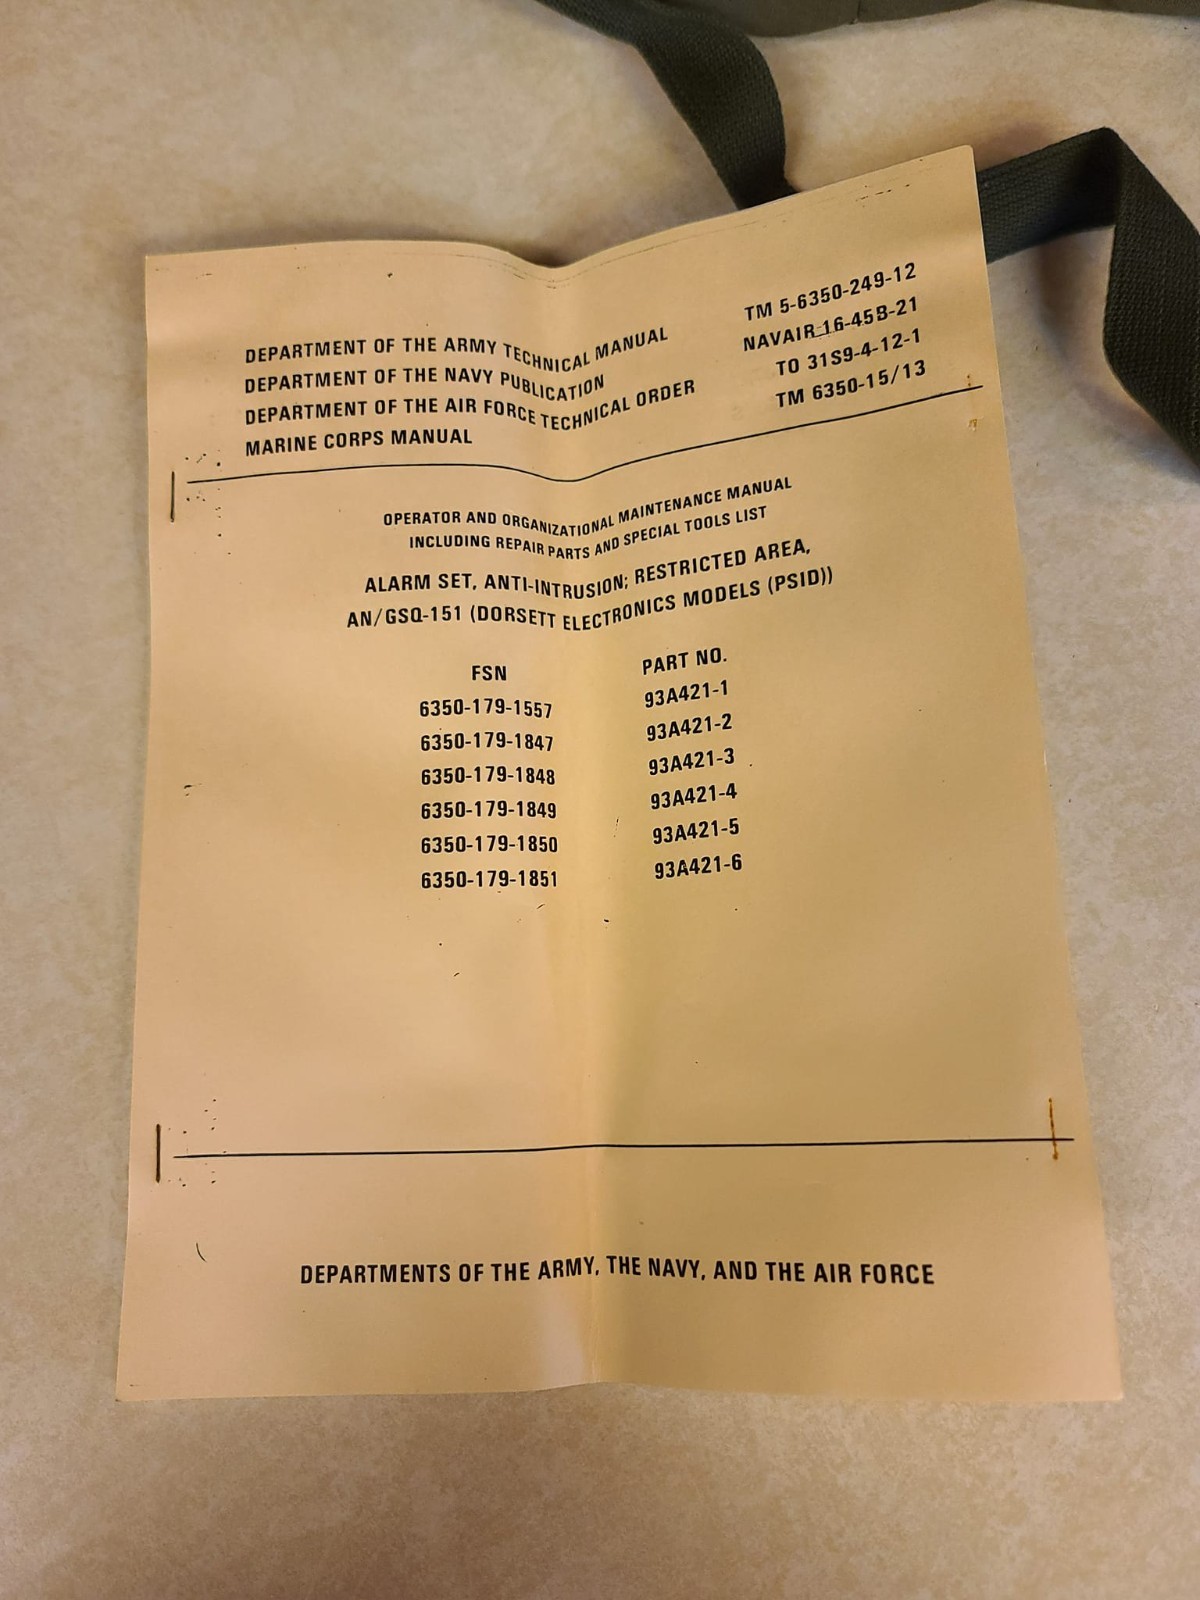 DEPARTMENT OF THE ARMY TECHNICAL MANUAL TM 5-6350-249-12
DEPARTMENT OF THE NAVY PUBLICATION NAVAIR 16-45B-21
DEPARTMENT OF THE AIR FORCE TECHNICAL ORDER TO 31S9-4-12-1
MARINE CORPS MANUAL TM 6350-15/13
OPERATOR AND ORGANIZATIONAL MAINTENANCE MANUAL
INCLUDING REPAIR PARTS AND SPECIAL TOOLS LIST
ALARM SET, ANTI-INTRUSION; RESTRICTED AREA,
AN/GSQ-151 (DORSETT ELECTRONICS MODELS (PSID))
FSN PART NO.
6350-179-1557 93A421-1
6350-179-1847 93A421-2
6350-179-1848 93A421-3
6350-179-1849 93A421-4
6350-179-1850 93A421-5
6350-179-1851 93A421-6
DEPARTMENTS OF THE ARMY, THE NAVY, AND THE AIR FORCE